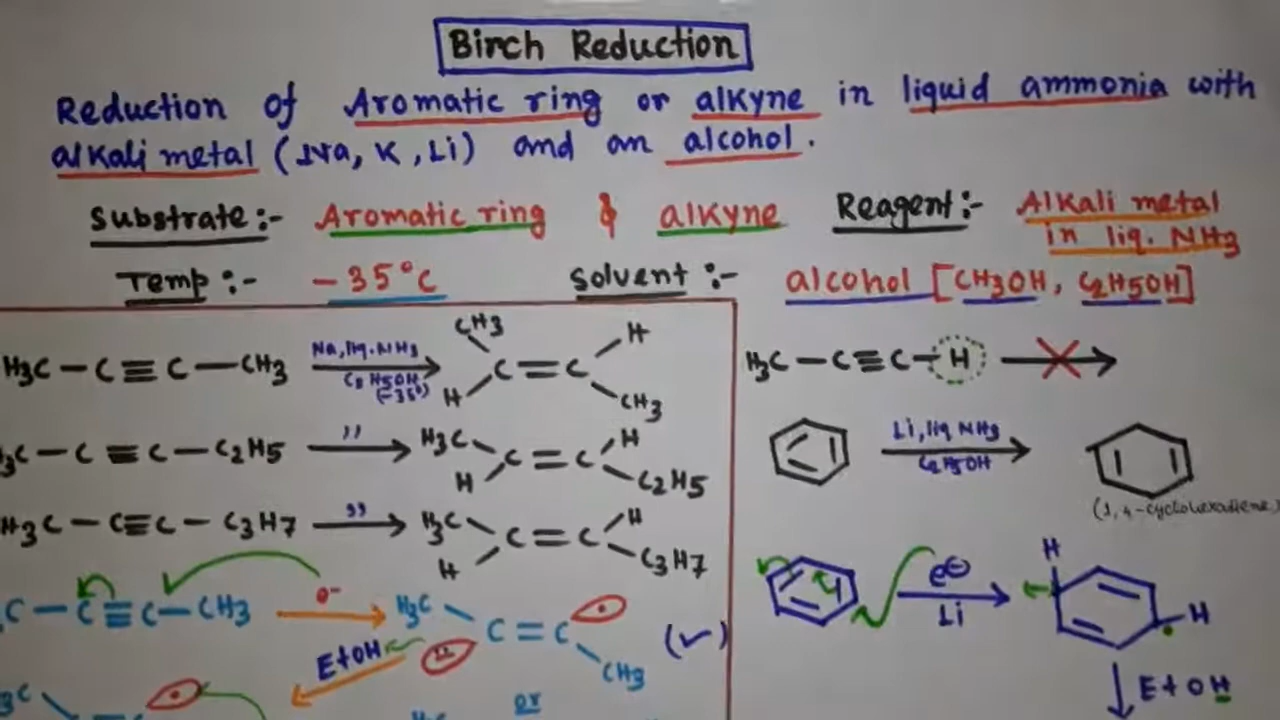 Birch Reduction
Reduction of Aromatic ring or alkyne in liquid ammonia with
alkali metal (Na, K, Li) and an alcohol.
Substrate:- Aromatic ring & alkyne Reagent:- Alkali metal
in liq. NH3
Temp:- -35°C Solvent:- alcohol [CH3OH, C2H5OH]
H3C - C≡C - CH3 Na, liq. NH3 C2H5OH (-35°) CH3 H C=C H CH3
H3C - C≡C - H
H3C - C≡C - C2H5 ,, H3C H C=C H C2H5
Li, liq NH3
C2H5OH
(1,4-cyclohexadiene)
H3C - C≡C - C3H7 ,, H3C H C=C H C3H7
C - C≡C - CH3 e- H3C C=C CH3 (✓)
EtOH
e⊖
Li
H
H
EtOH
3C
or
H3C